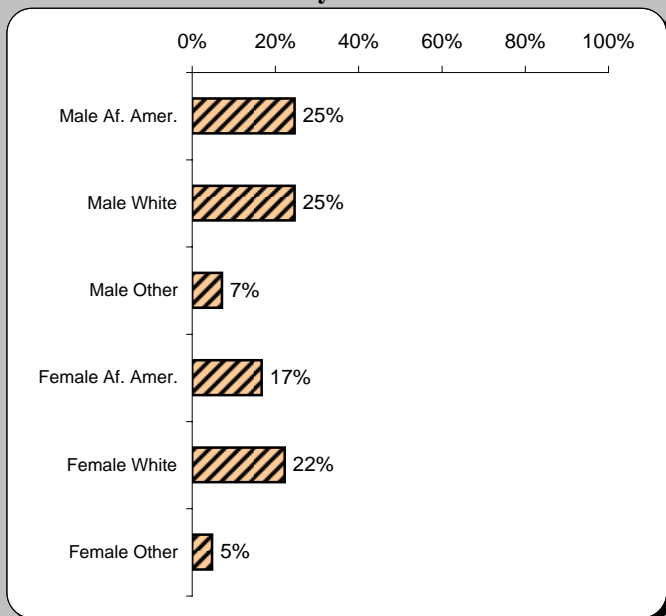 0% 20% 40% 60% 80% 100%
Male Af. Amer. 25%
Male White 25%
Male Other 7%
Female Af. Amer. 17%
Female White 22%
Female Other 5%